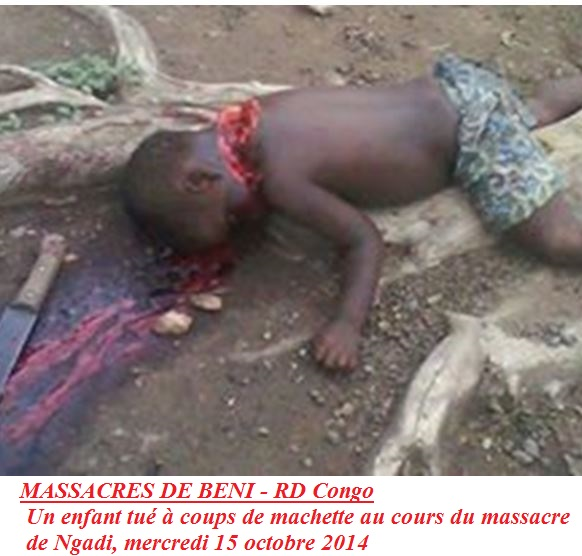 MASSACRES DE BENI - RD Congo
Un enfant tué à coups de machette au cours du massacre
de Ngadi, mercredi 15 octobre 2014